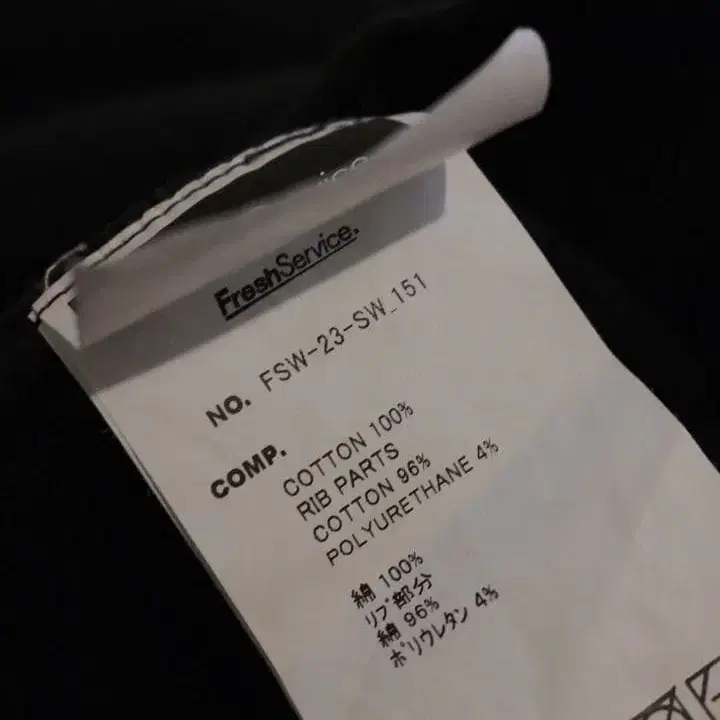 FreshService.
NO. FSW-23-SW_151
COMP. COTTON 100%
RIB PARTS
COTTON 96%
POLYURETHANE 4%
綿 100%
リブ部分
綿 96%
ポリウレタン 4%